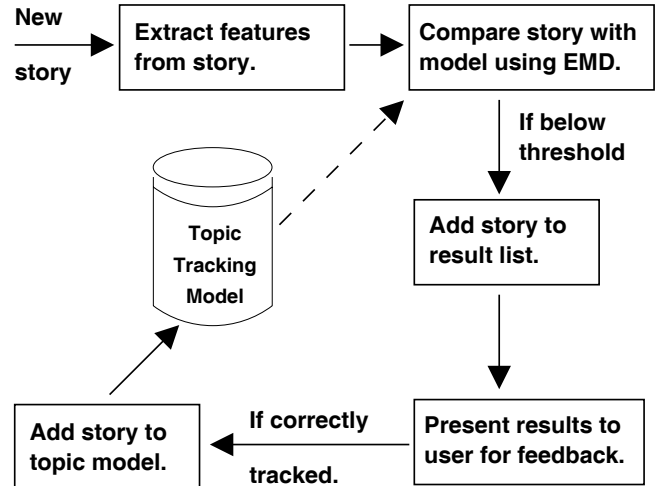 New
story
Extract features
from story.
Compare story with
model using EMD.
If below
threshold
Topic
Tracking
Model
Add story to
result list.
Add story to
topic model.
If correctly
tracked.
Present results to
user for feedback.